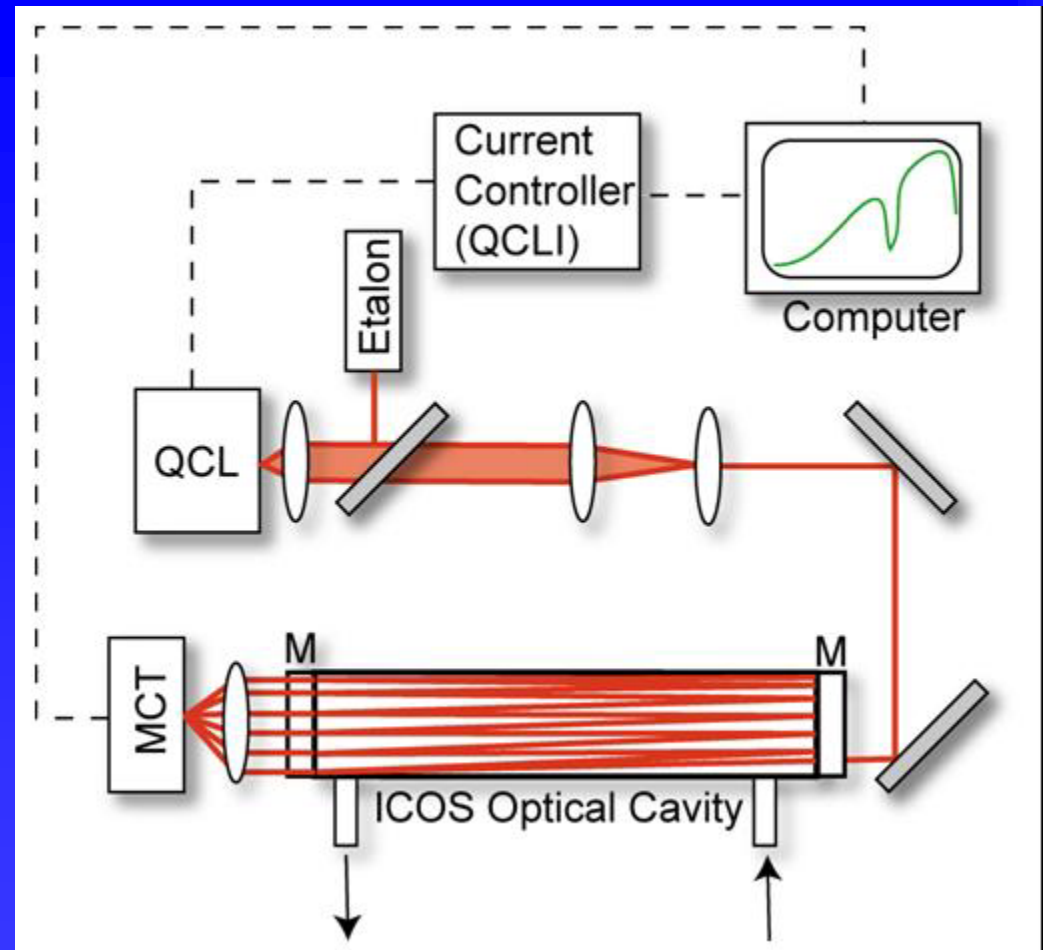 Current
Controller
(QCLI)
Etalon
Computer
QCL
M
M
MCT
ICOS Optical Cavity